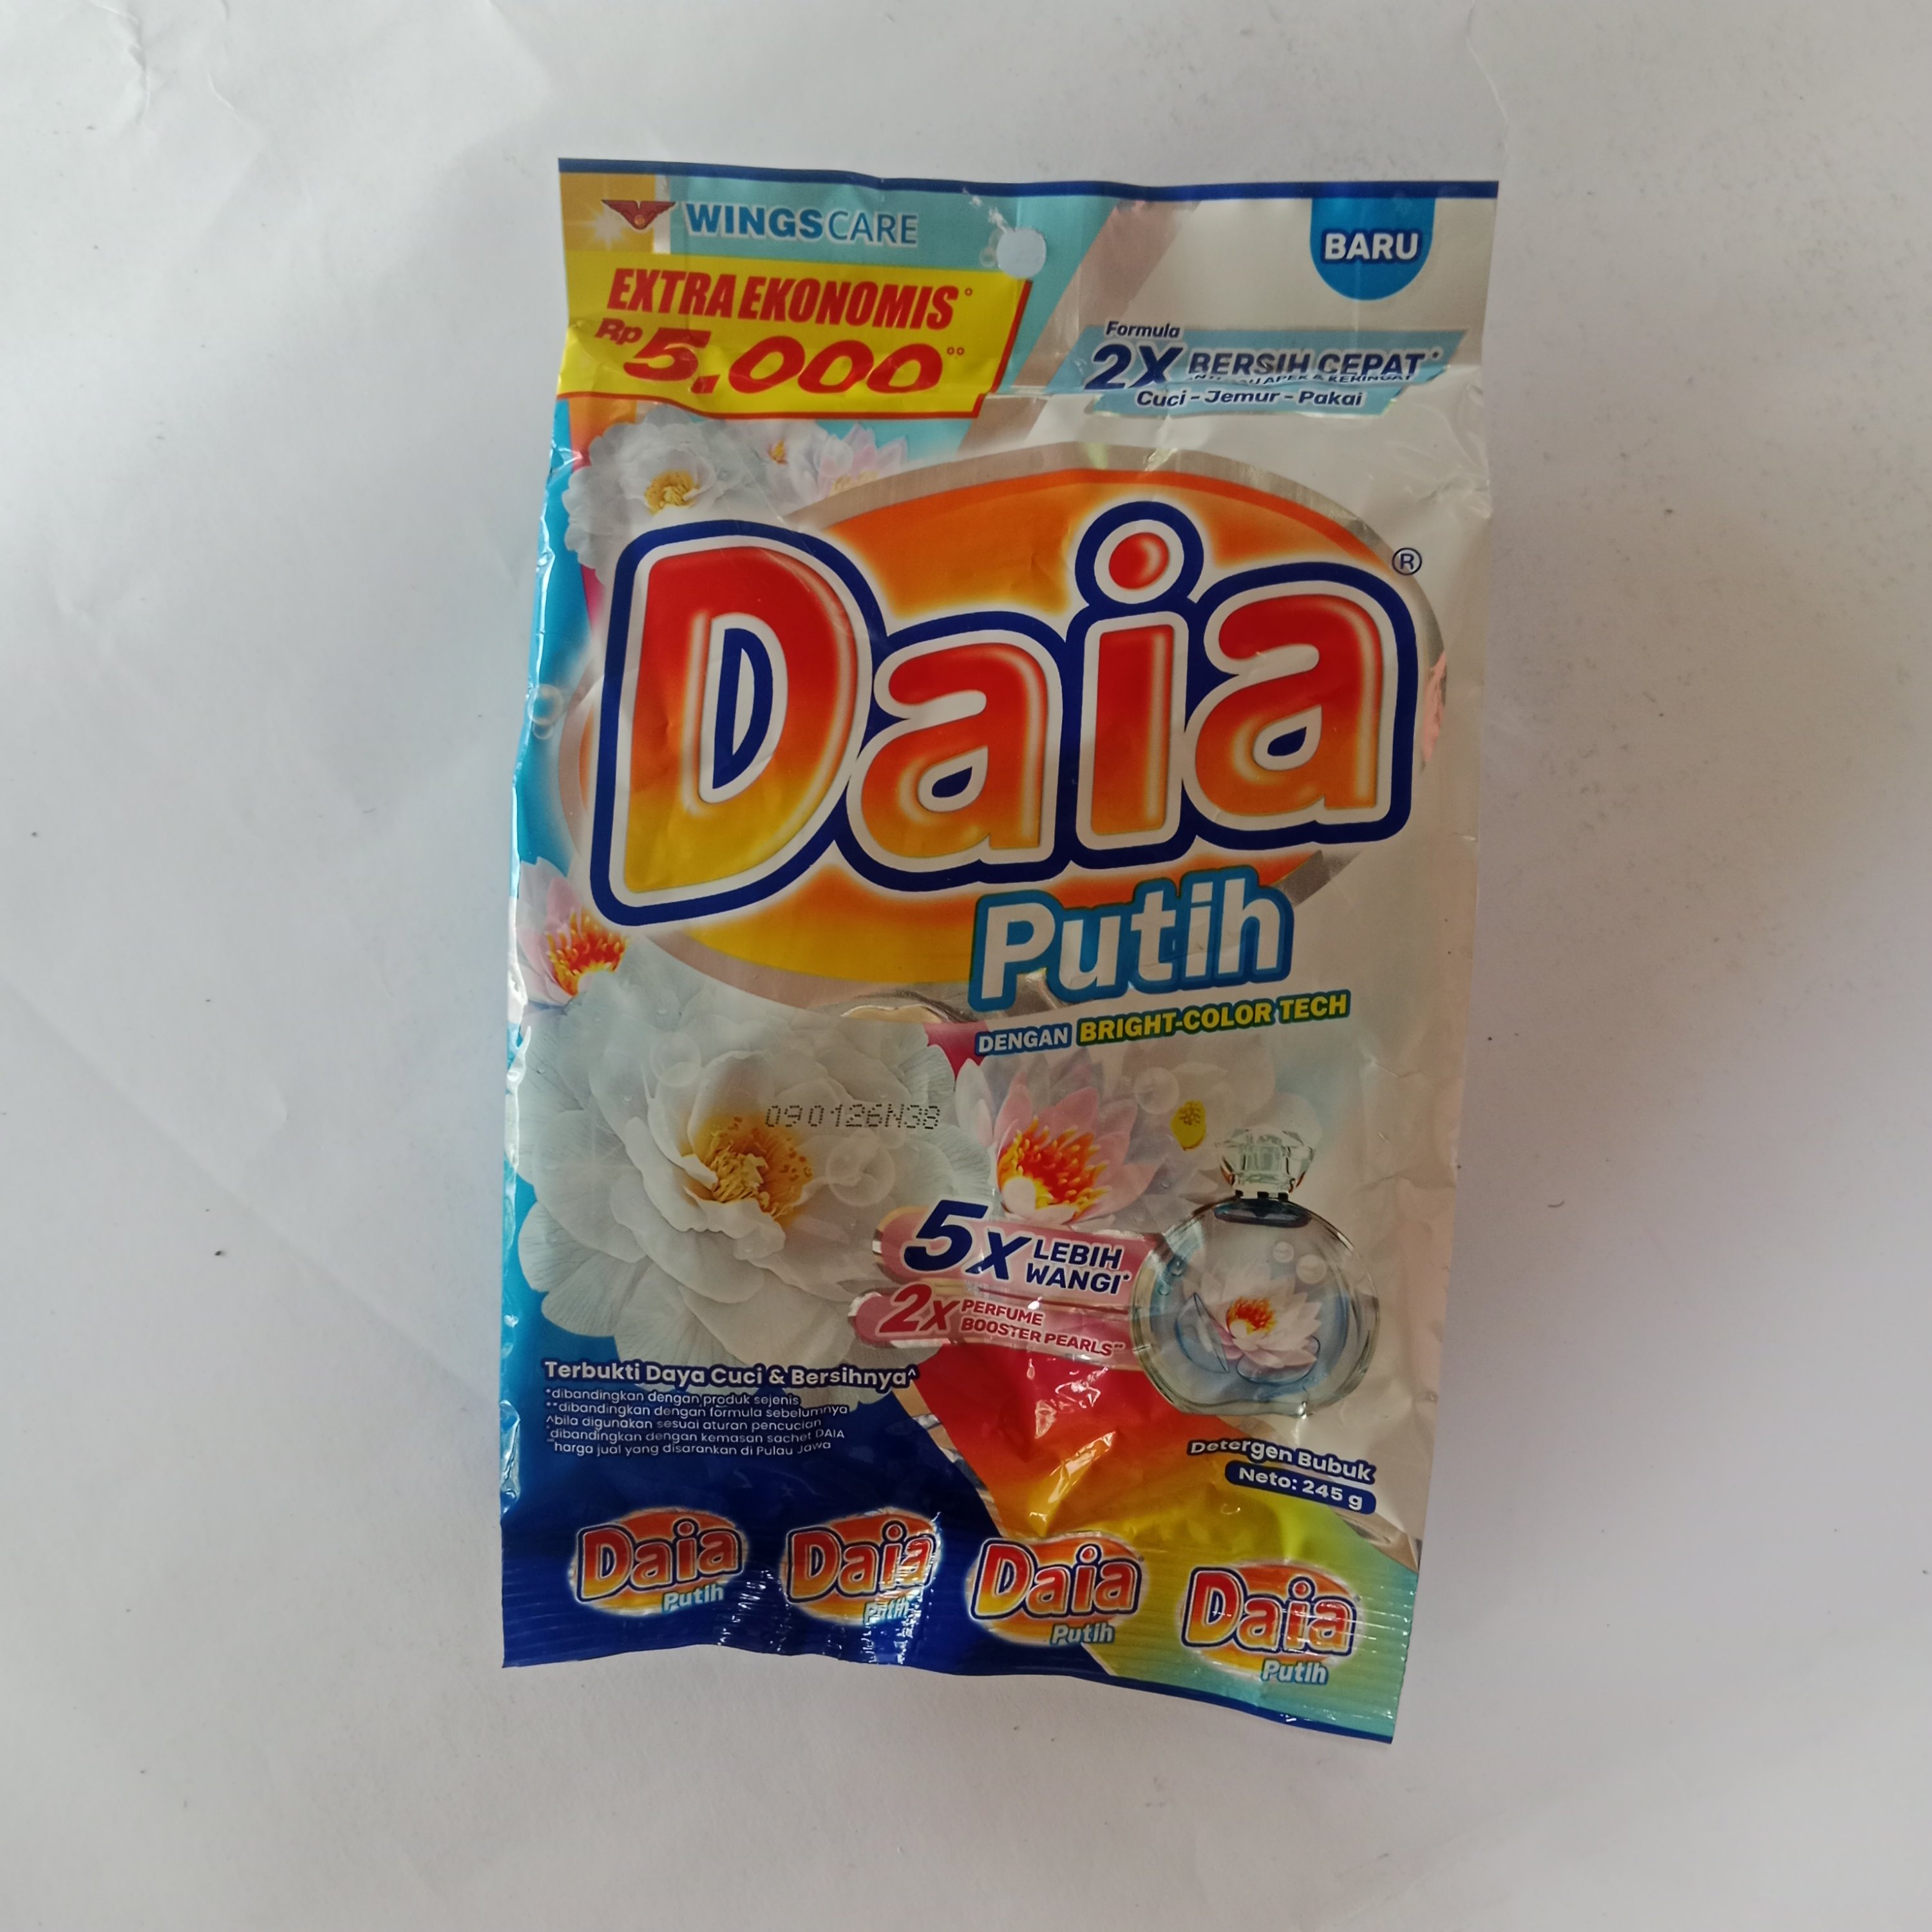 WINGSCARE
BARU
EXTRA EKONOMIS°
Rp 5.000°°
Formula
2X BERSIH CEPAT*
APEK & KERINGAT
Cuci - Jemur - Pakai
Daia®
Putih
DENGAN BRIGHT-COLOR TECH
090126N38
5X LEBIH WANGI*
2X PERFUME BOOSTER PEARLS**
Terbukti Daya Cuci & Bersihnya^
*dibandingkan dengan produk sejenis
**dibandingkan dengan formula sebelumnya
^bila digunakan sesuai aturan pencucian
°dibandingkan dengan kemasan sachet DAIA
°°harga jual yang disarankan di Pulau Jawa
Detergen Bubuk
Neto: 245 g
Daia Putih
Daia Putih
Daia Putih
Daia Putih